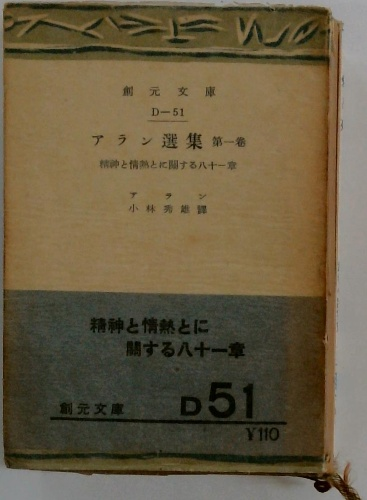 創元文庫
D—51
アラン選集 第一巻
精神と情熱とに關する八十一章
アラン
小林秀雄譯
精神と情熱とに
關する八十一章
創元文庫 D51
¥110